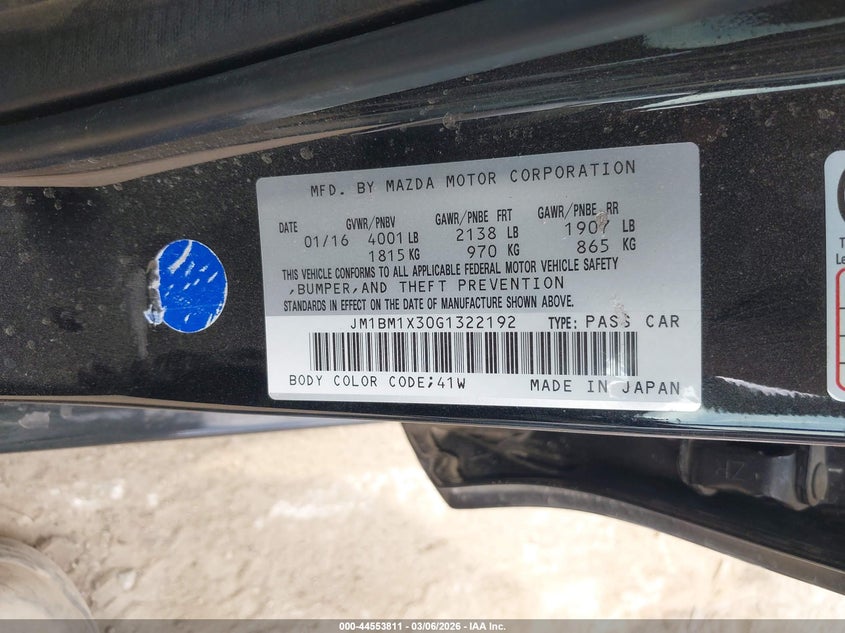 MFD. BY MAZDA MOTOR CORPORATION
DATE GVWR/PNBV GAWR/PNBE FRT GAWR/PNBE RR
01/16 4001 LB 2138 LB 1907 LB
1815 KG 970 KG 865 KG
THIS VEHICLE CONFORMS TO ALL APPLICABLE FEDERAL MOTOR VEHICLE SAFETY
,BUMPER,AND THEFT PREVENTION
STANDARDS IN EFFECT ON THE DATE OF MANUFACTURE SHOWN ABOVE.
JM1BM1X30G1322192 TYPE: PASS CAR
BODY COLOR CODE;41W MADE IN JAPAN
000-44553811 - 03/06/2026 - IAA Inc.